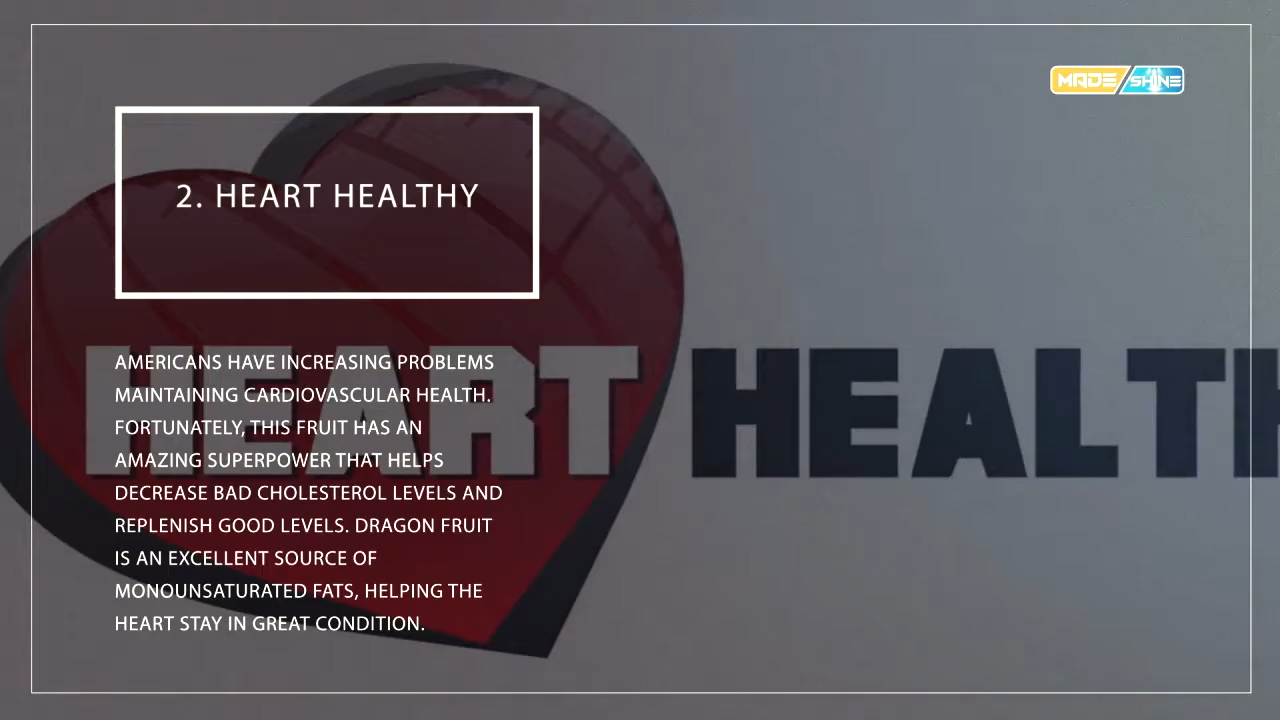 MADE/SHINE
2. HEART HEALTHY
AMERICANS HAVE INCREASING PROBLEMS
MAINTAINING CARDIOVASCULAR HEALTH.
FORTUNATELY, THIS FRUIT HAS AN
AMAZING SUPERPOWER THAT HELPS
DECREASE BAD CHOLESTEROL LEVELS AND
REPLENISH GOOD LEVELS. DRAGON FRUIT
IS AN EXCELLENT SOURCE OF
MONOUNSATURATED FATS, HELPING THE
HEART STAY IN GREAT CONDITION.
HEART HEALTH